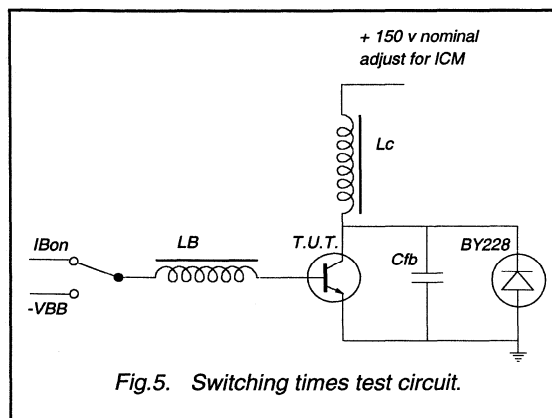 + 150 v nominal
adjust for ICM
Lc
IBon
LB
T.U.T.
Cfb
BY228
-VBB
Fig.5. Switching times test circuit.